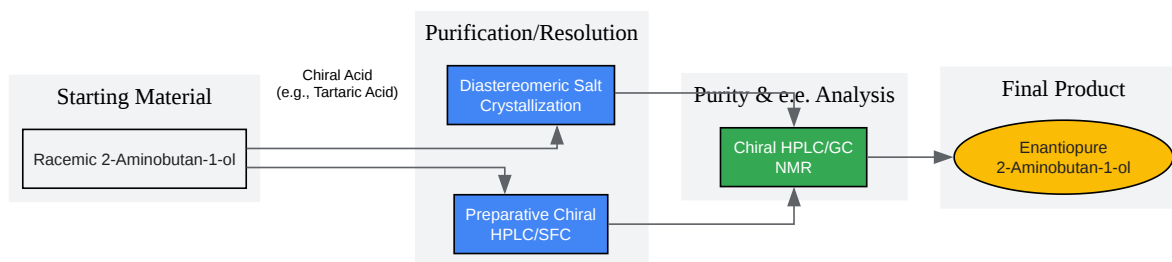 Starting Material
Racemic 2-Aminobutan-1-ol
Chiral Acid
(e.g., Tartaric Acid)
Purification/Resolution
Diastereomeric Salt
Crystallization
Preparative Chiral
HPLC/SFC
Purity & e.e. Analysis
Chiral HPLC/GC
NMR
Final Product
Enantiopure
2-Aminobutan-1-ol